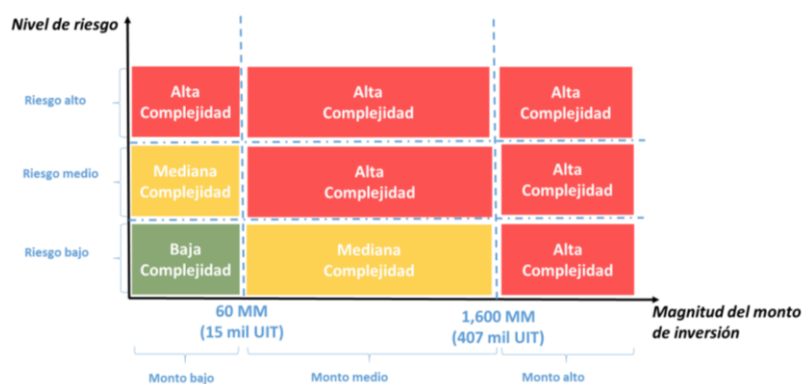 Nivel de riesgo
Riesgo alto
Alta
Complejidad
Alta
Complejidad
Alta
Complejidad
Riesgo medio
Mediana
Complejidad
Alta
Complejidad
Alta
Complejidad
Riesgo bajo
Baja
Complejidad
Mediana
Complejidad
Alta
Complejidad
60 MM
(15 mil UIT)
1,600 MM
(407 mil UIT)
Magnitud del monto
de inversión
Monto bajo
Monto medio
Monto alto